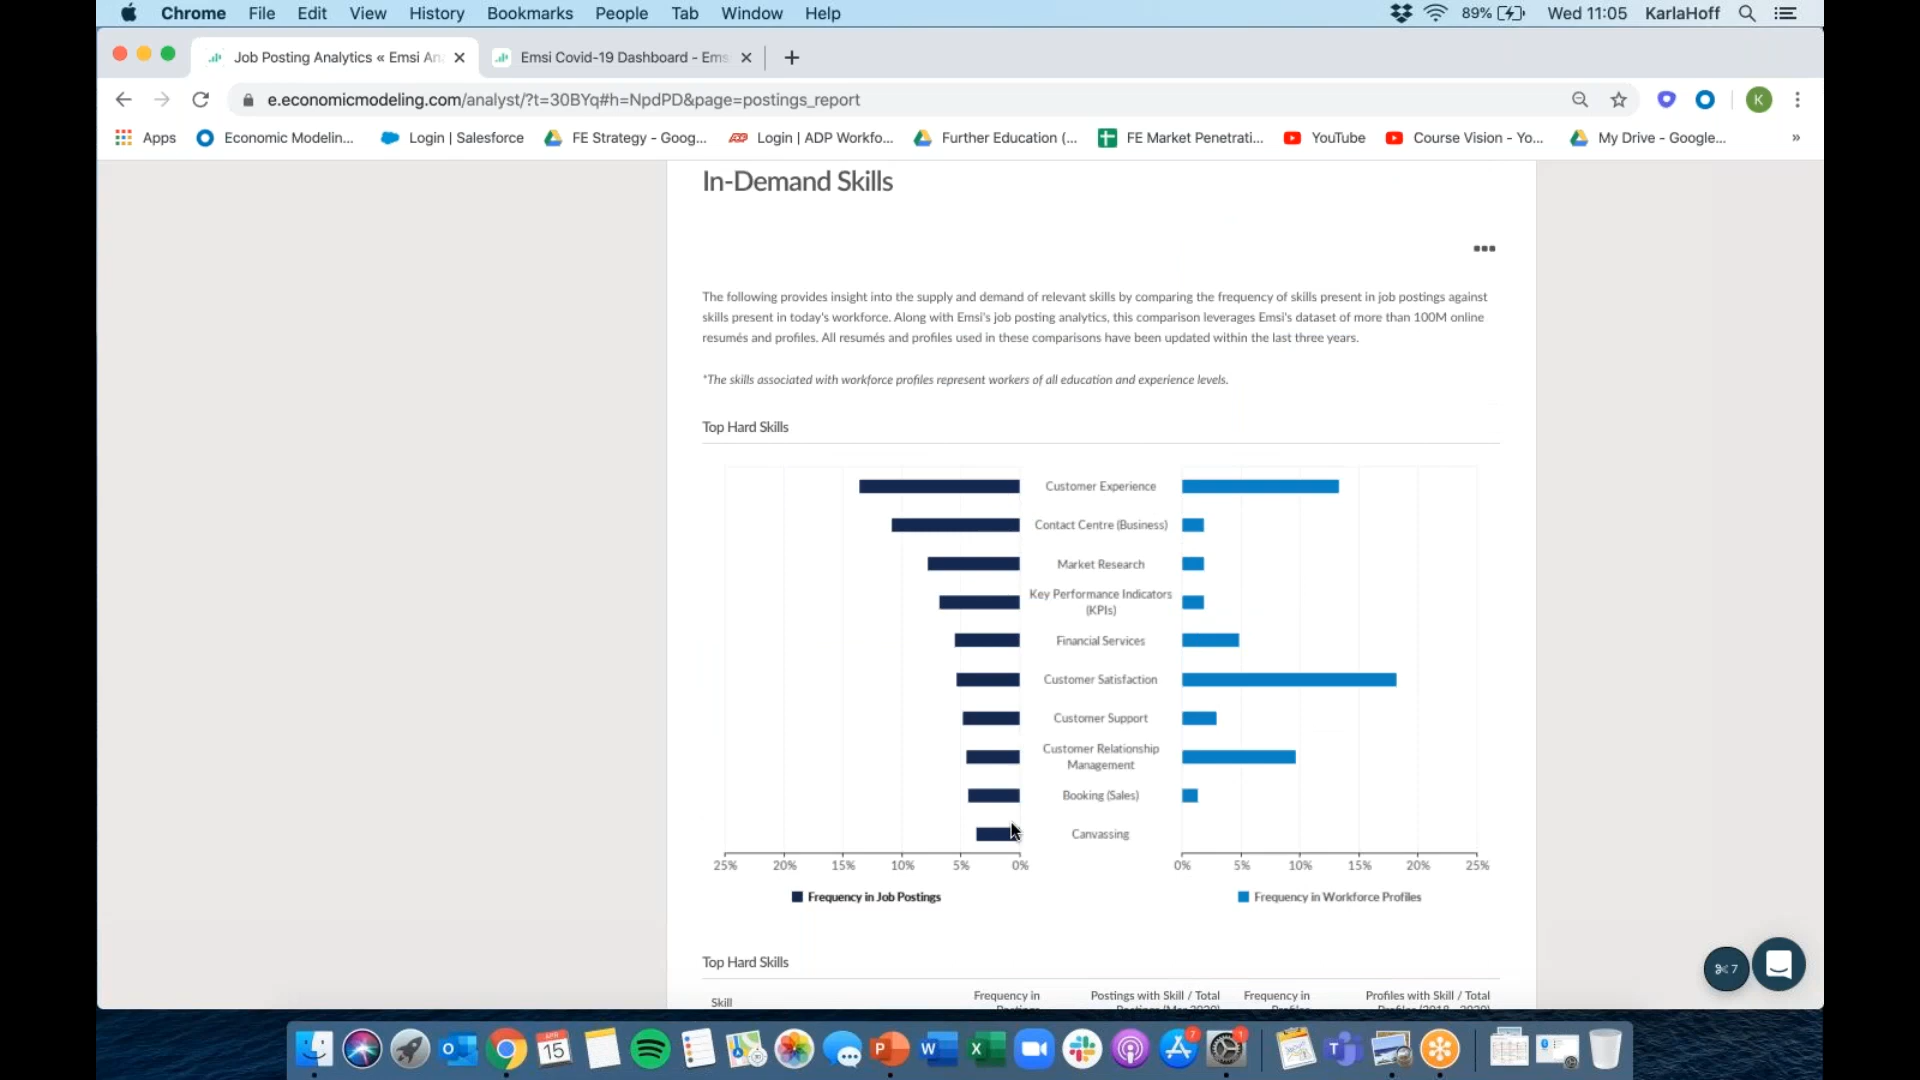 Chrome File Edit View History Bookmarks People Tab Window Help 89% Wed 11:05 KarlaHoff
Job Posting Analytics « Emsi An Emsi Covid-19 Dashboard - Ems
e.economicmodeling.com/analyst/?t=30BYq#h=NpdPD&page=postings_report K
Apps Economic Modelin... Login | Salesforce FE Strategy - Goog... Login | ADP Workfo... Further Education (... FE Market Penetrati... YouTube Course Vision - Yo... My Drive - Google... »
In-Demand Skills
The following provides insight into the supply and demand of relevant skills by comparing the frequency of skills present in job postings against
skills present in today's workforce. Along with Emsi's job posting analytics, this comparison leverages Emsi's dataset of more than 100M online
resumés and profiles. All resumés and profiles used in these comparisons have been updated within the last three years.
*The skills associated with workforce profiles represent workers of all education and experience levels.
Top Hard Skills
Customer Experience
Contact Centre (Business)
Market Research
Key Performance Indicators
(KPIs)
Financial Services
Customer Satisfaction
Customer Support
Customer Relationship
Management
Booking (Sales)
Canvassing
25% 20% 15% 10% 5% 0% 0% 5% 10% 15% 20% 25%
Frequency in Job Postings Frequency in Workforce Profiles
7
Top Hard Skills
Frequency in Postings with Skill / Total Frequency in Profiles with Skill / Total
Skill
APR
15
7
1